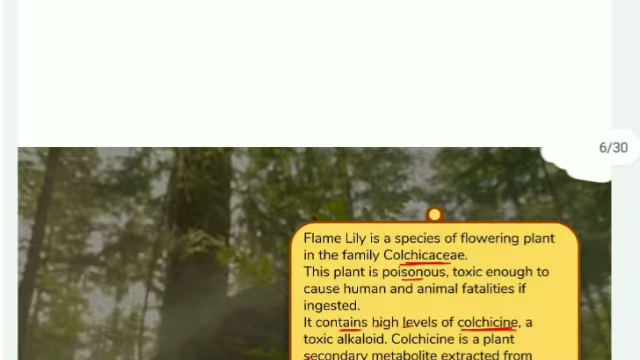 6/30
Flame Lily is a species of flowering plant
in the family Colchicaceae.
This plant is poisonous, toxic enough to
cause human and animal fatalities if
ingested.
It contains high levels of colchicine, a
toxic alkaloid. Colchicine is a plant
secondary metabolite extracted from